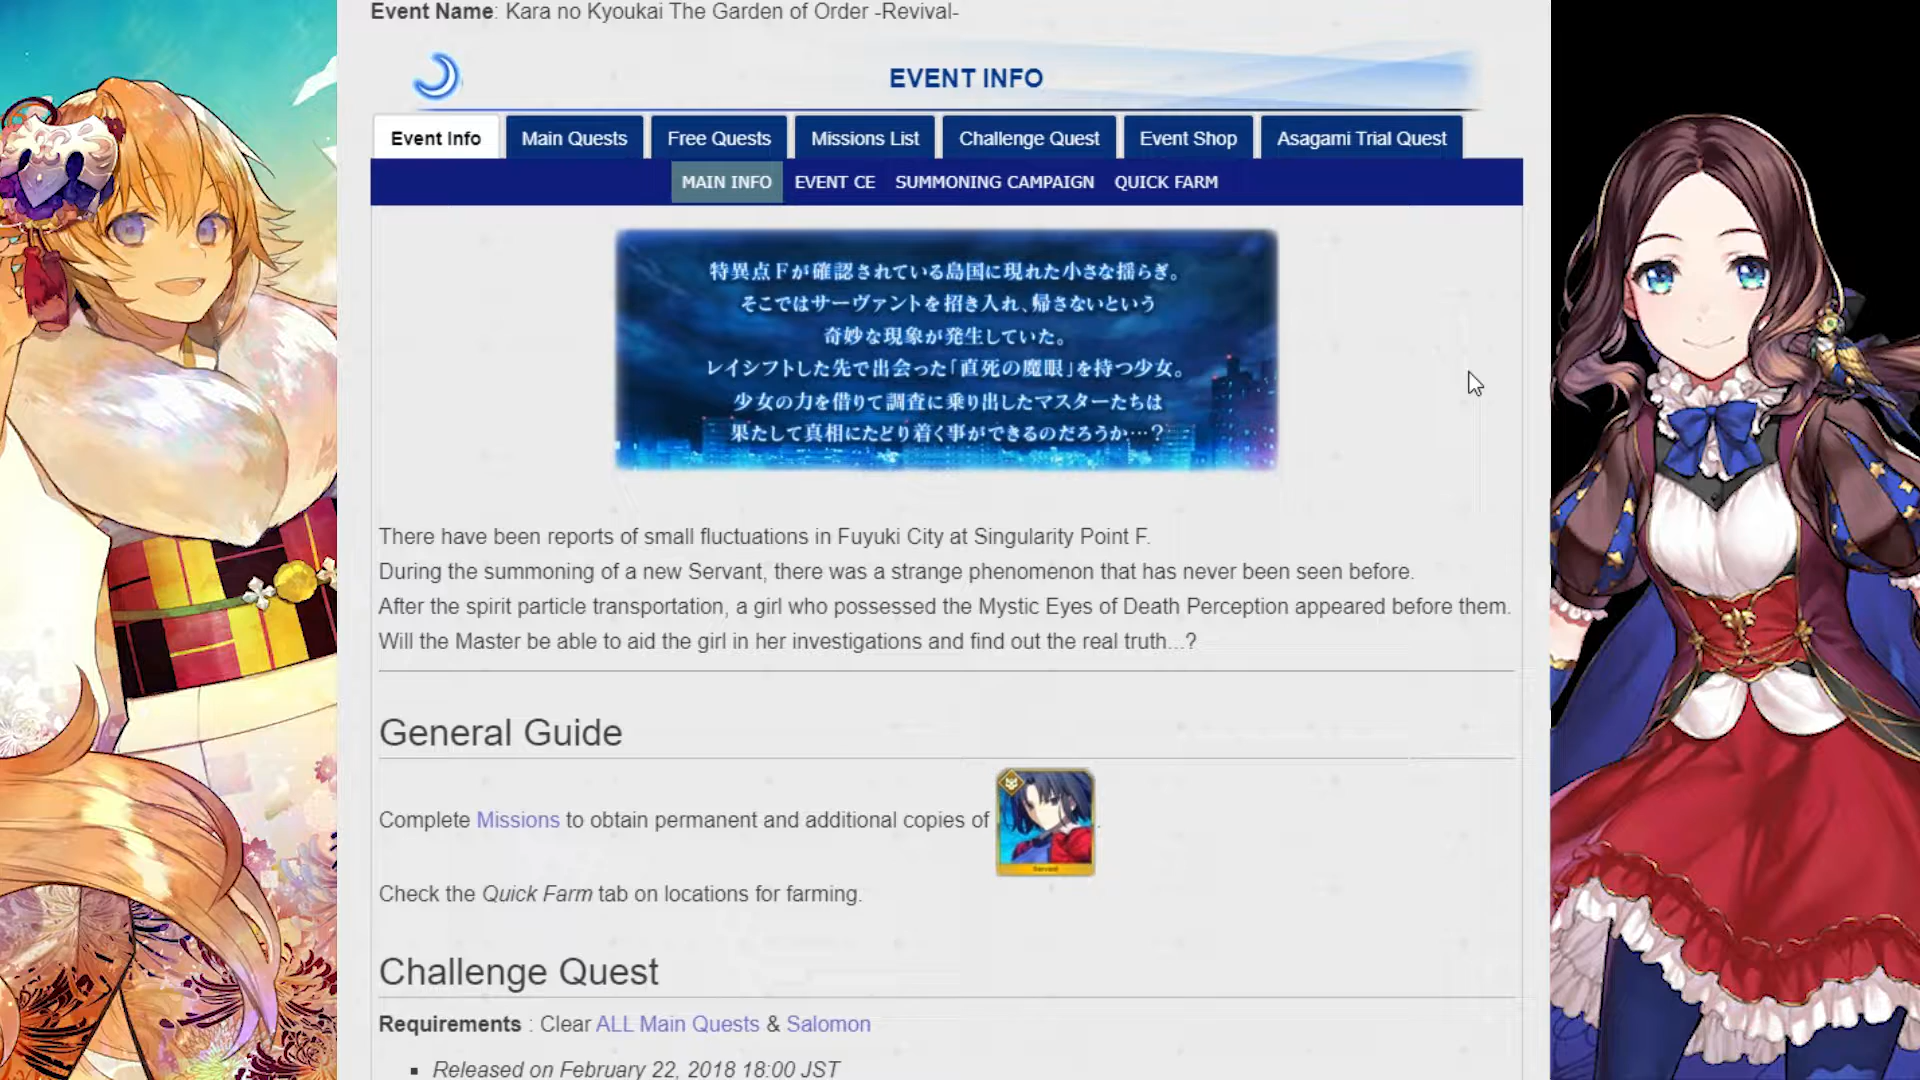 Event Name: Kara no Kyoukai The Garden of Order -Revival-
EVENT INFO
Event Info
Main Quests
Free Quests
Missions List
Challenge Quest
Event Shop
Asagami Trial Quest
MAIN INFO
EVENT CE
SUMMONING CAMPAIGN
QUICK FARM
特異点Fが確認されている島国に現れた小さな揺らぎ。
そこではサーヴァントを招き入れ、帰さないという
奇妙な現象が発生していた。
レイシフトした先で出会った「直死の魔眼」を持つ少女。
少女の力を借りて調査に乗り出したマスターたちは
果たして真相にたどり着く事ができるのだろうか…？
There have been reports of small fluctuations in Fuyuki City at Singularity Point F.
During the summoning of a new Servant, there was a strange phenomenon that has never been seen before.
After the spirit particle transportation, a girl who possessed the Mystic Eyes of Death Perception appeared before them.
Will the Master be able to aid the girl in her investigations and find out the real truth...?
General Guide
Complete Missions to obtain permanent and additional copies of .
Servant
Check the Quick Farm tab on locations for farming.
Challenge Quest
Requirements : Clear ALL Main Quests & Salomon
▪ Released on February 22, 2018 18:00 JST